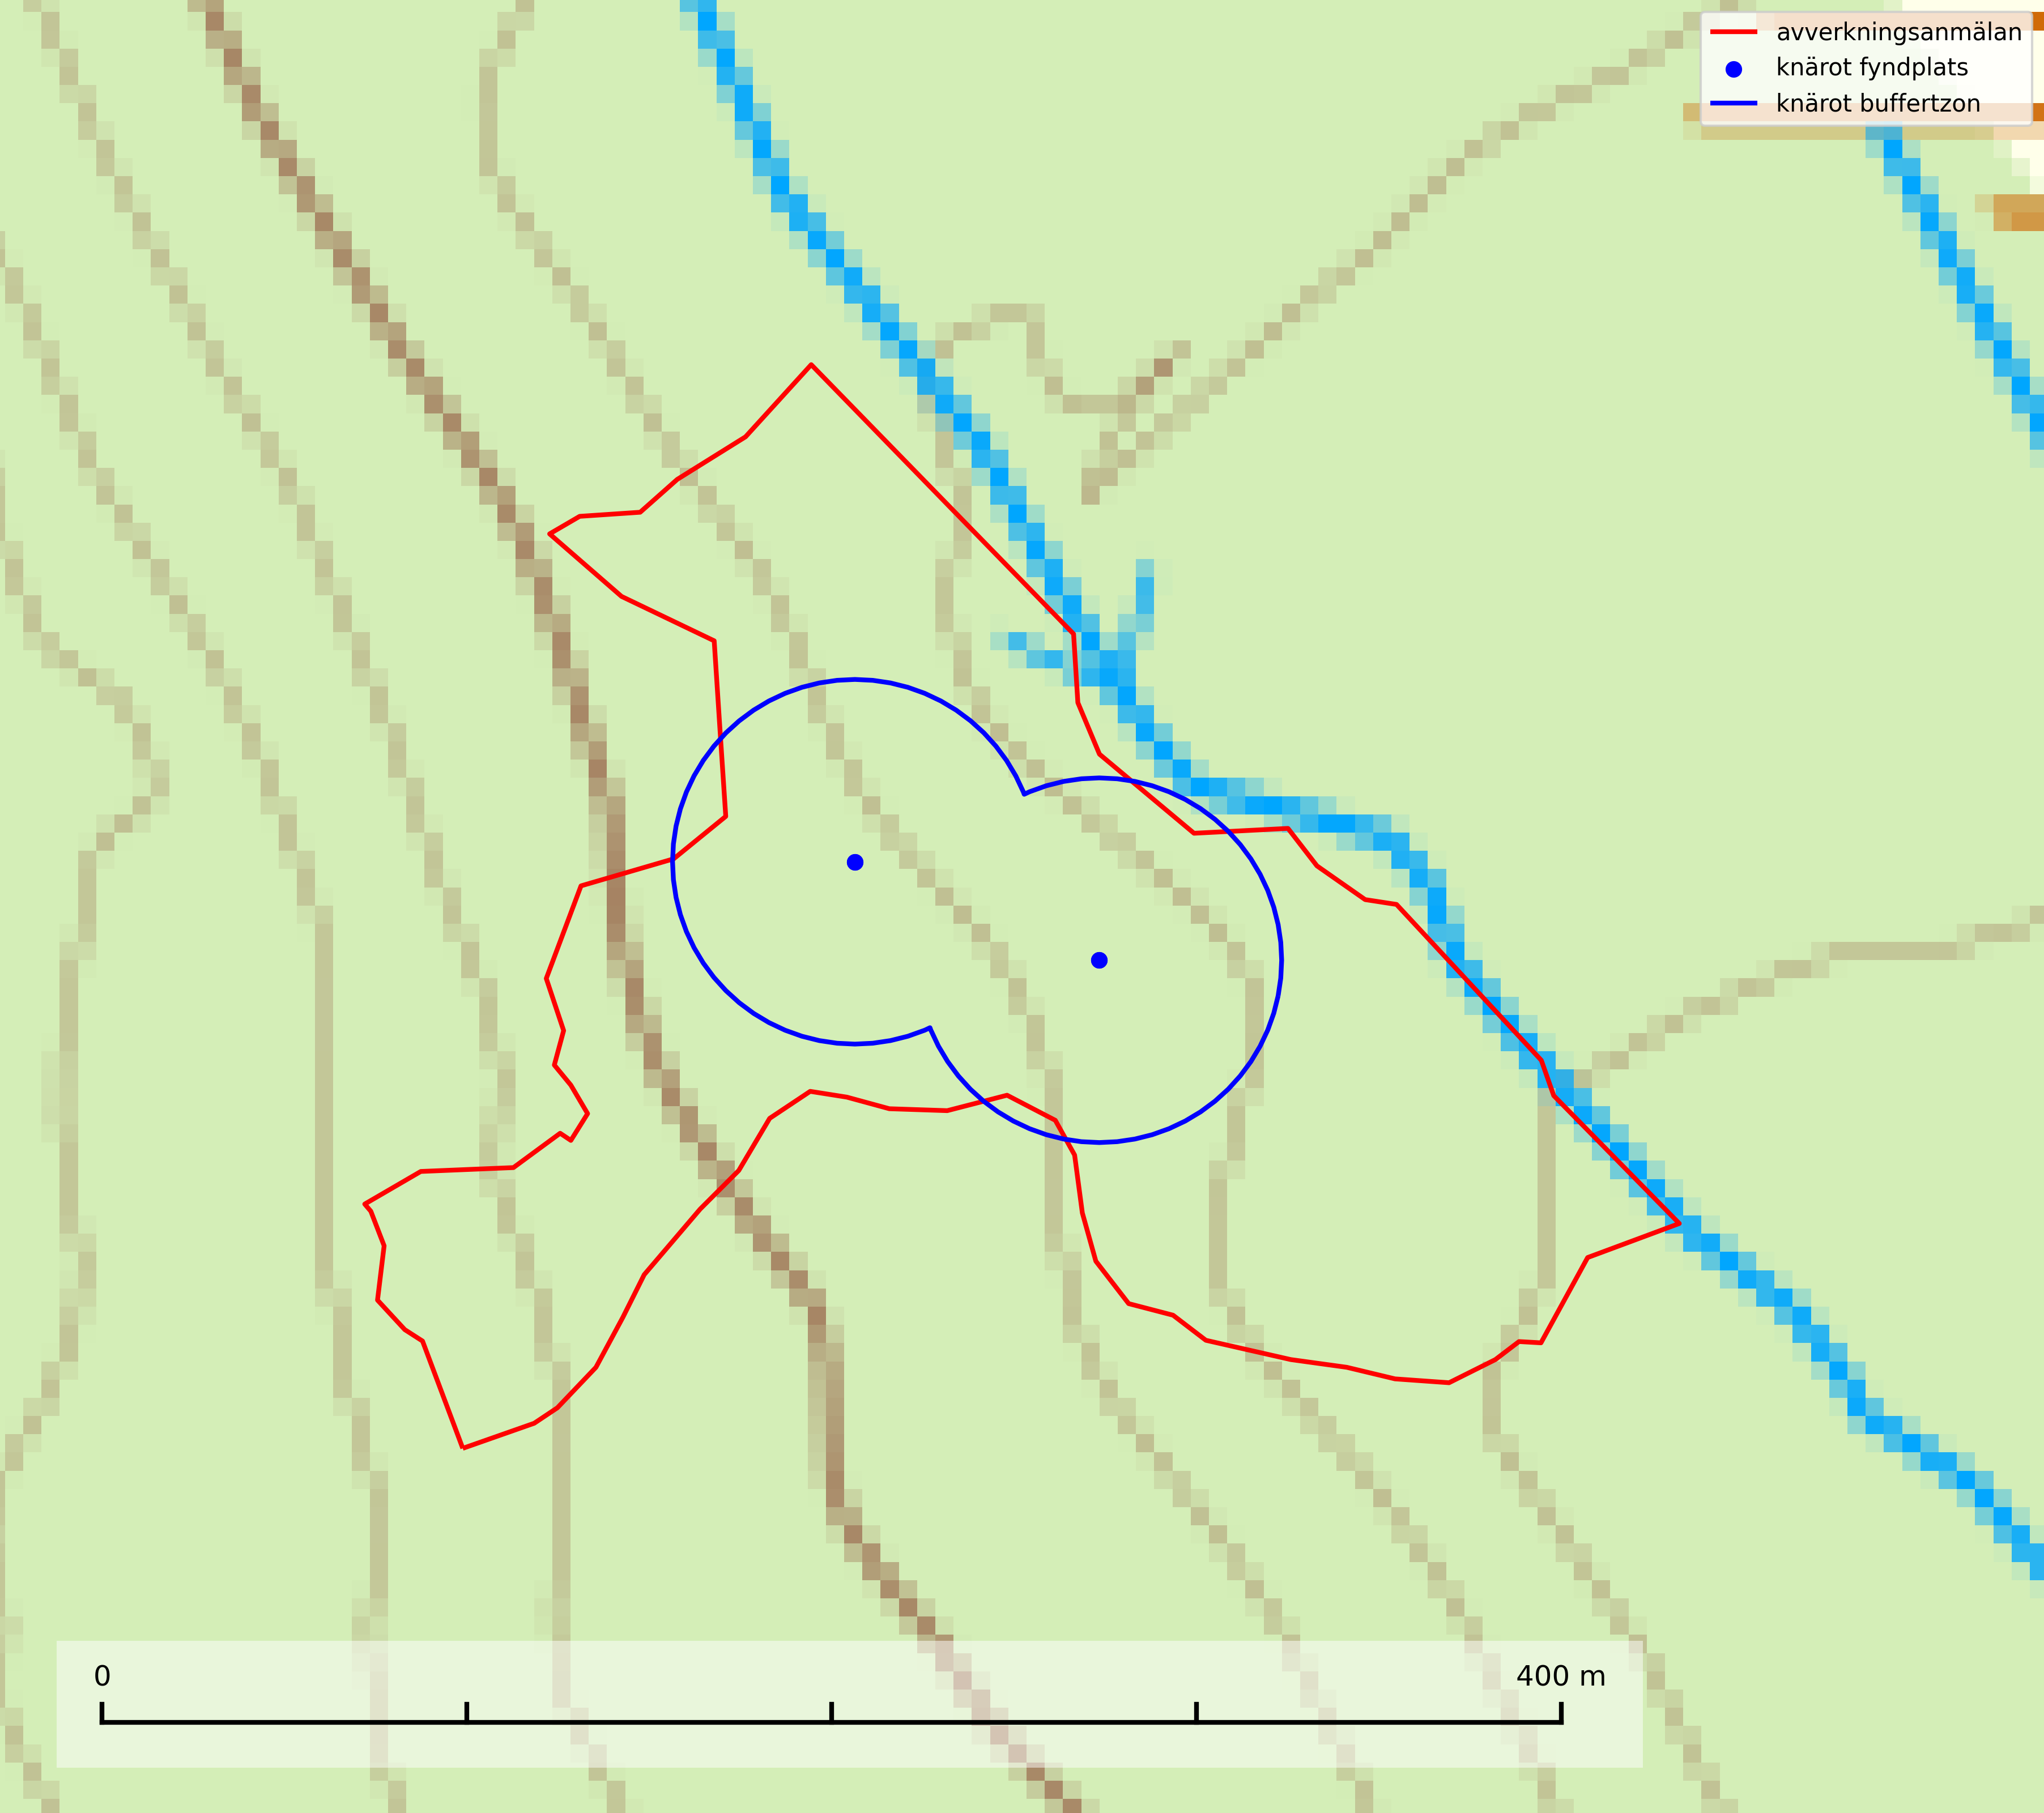 avverkningsanmälan
knärot fyndplats
knärot buffertzon
0
400 m